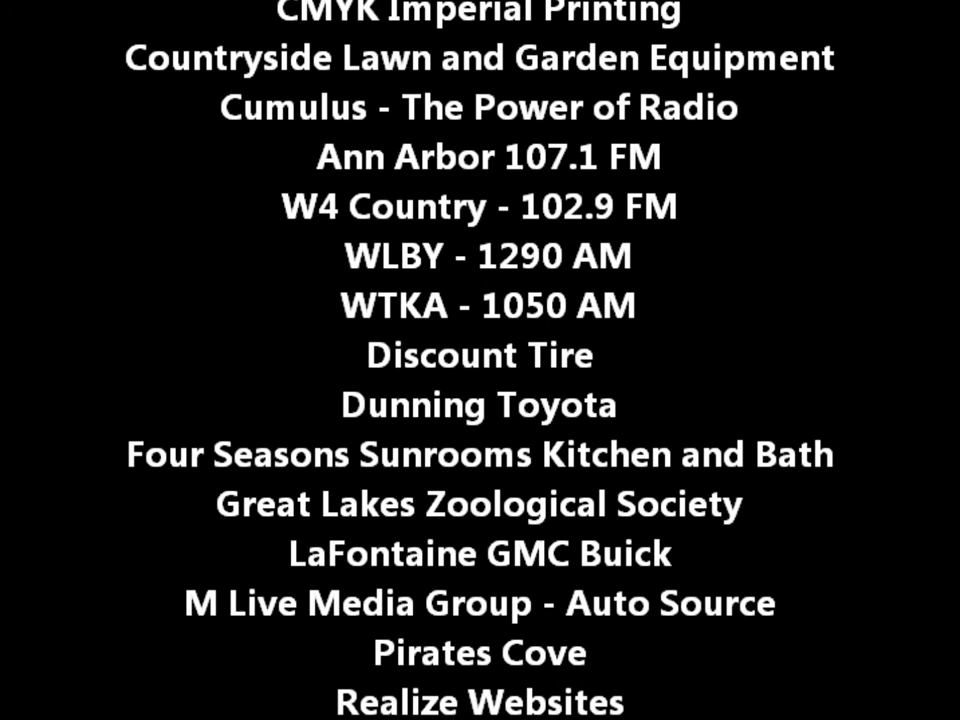 CMYK Imperial Printing
Countryside Lawn and Garden Equipment
Cumulus - The Power of Radio
Ann Arbor 107.1 FM
W4 Country - 102.9 FM
WLBY - 1290 AM
WTKA - 1050 AM
Discount Tire
Dunning Toyota
Four Seasons Sunrooms Kitchen and Bath
Great Lakes Zoological Society
LaFontaine GMC Buick
M Live Media Group - Auto Source
Pirates Cove
Realize Websites